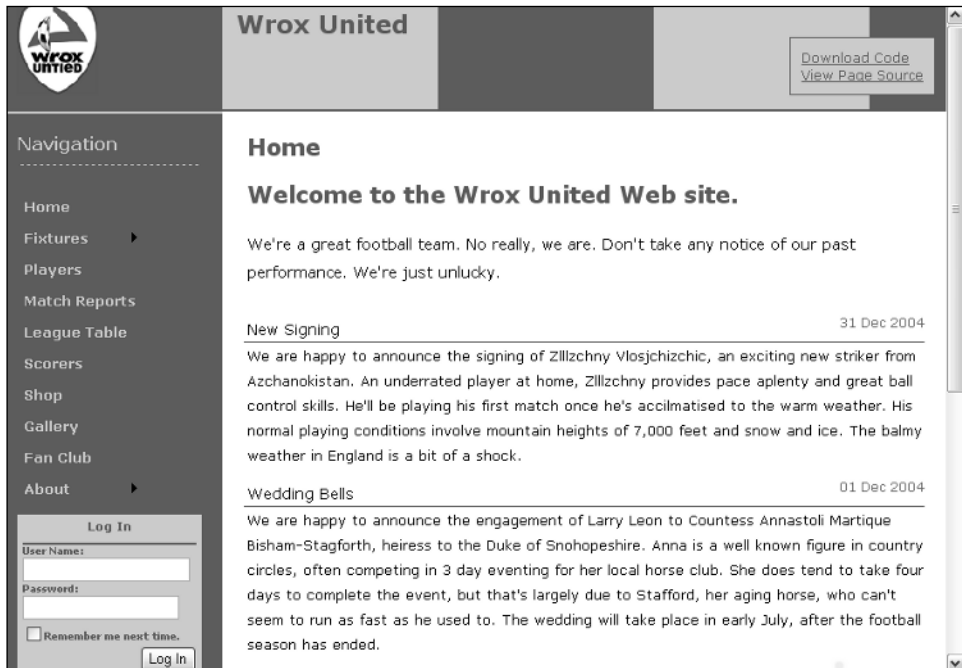 wrox
UNTIED
Wrox United
Download Code
View Page Source
Navigation
Home
Fixtures
Players
Match Reports
League Table
Scorers
Shop
Gallery
Fan Club
About
Log In
User Name:
Password:
Remember me next time.
Log In
Home
Welcome to the Wrox United Web site.
We're a great football team. No really, we are. Don't take any notice of our past
performance. We're just unlucky.
New Signing
31 Dec 2004
We are happy to announce the signing of Zlllzchny Vlosjchizchic, an exciting new striker from
Azchanokistan. An underrated player at home, Zlllzchny provides pace aplenty and great ball
control skills. He'll be playing his first match once he's accilmatised to the warm weather. His
normal playing conditions involve mountain heights of 7,000 feet and snow and ice. The balmy
weather in England is a bit of a shock.
Wedding Bells
01 Dec 2004
We are happy to announce the engagement of Larry Leon to Countess Annastoli Martique
Bisham-Stagforth, heiress to the Duke of Snohopeshire. Anna is a well known figure in country
circles, often competing in 3 day eventing for her local horse club. She does tend to take four
days to complete the event, but that's largely due to Stafford, her aging horse, who can't
seem to run as fast as he used to. The wedding will take place in early July, after the football
season has ended.